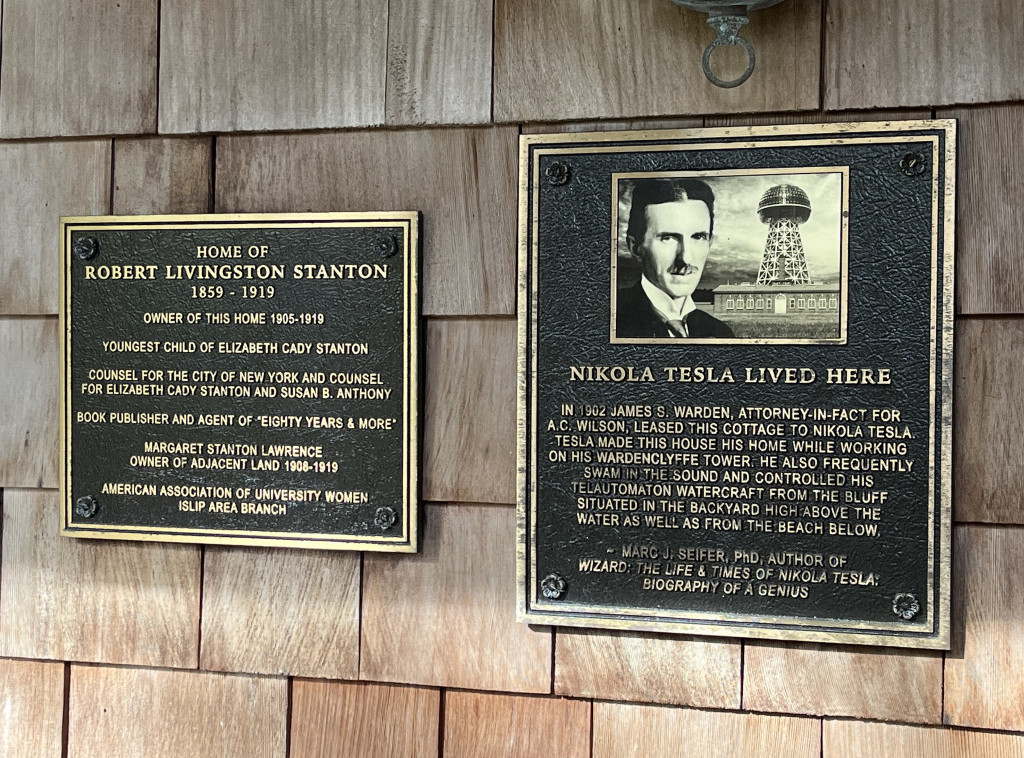 HOME OF
ROBERT LIVINGSTON STANTON
1859 - 1919
OWNER OF THIS HOME 1905-1919
YOUNGEST CHILD OF ELIZABETH CADY STANTON
COUNSEL FOR THE CITY OF NEW YORK AND COUNSEL
FOR ELIZABETH CADY STANTON AND SUSAN B. ANTHONY
BOOK PUBLISHER AND AGENT OF "EIGHTY YEARS & MORE"
MARGARET STANTON LAWRENCE
OWNER OF ADJACENT LAND 1908-1919
AMERICAN ASSOCIATION OF UNIVERSITY WOMEN
ISLIP AREA BRANCH
NIKOLA TESLA LIVED HERE
IN 1902 JAMES S. WARDEN, ATTORNEY-IN-FACT FOR
A.C. WILSON, LEASED THIS COTTAGE TO NIKOLA TESLA.
TESLA MADE THIS HOUSE HIS HOME WHILE WORKING
ON HIS WARDENCLYFFE TOWER. HE ALSO FREQUENTLY
SWAM IN THE SOUND AND CONTROLLED HIS
TELAUTOMATON WATERCRAFT FROM THE BLUFF
SITUATED IN THE BACKYARD HIGH ABOVE THE
WATER AS WELL AS FROM THE BEACH BELOW.
~ MARC J. SEIFER, PhD, AUTHOR OF
WIZARD: THE LIFE & TIMES OF NIKOLA TESLA:
BIOGRAPHY OF A GENIUS